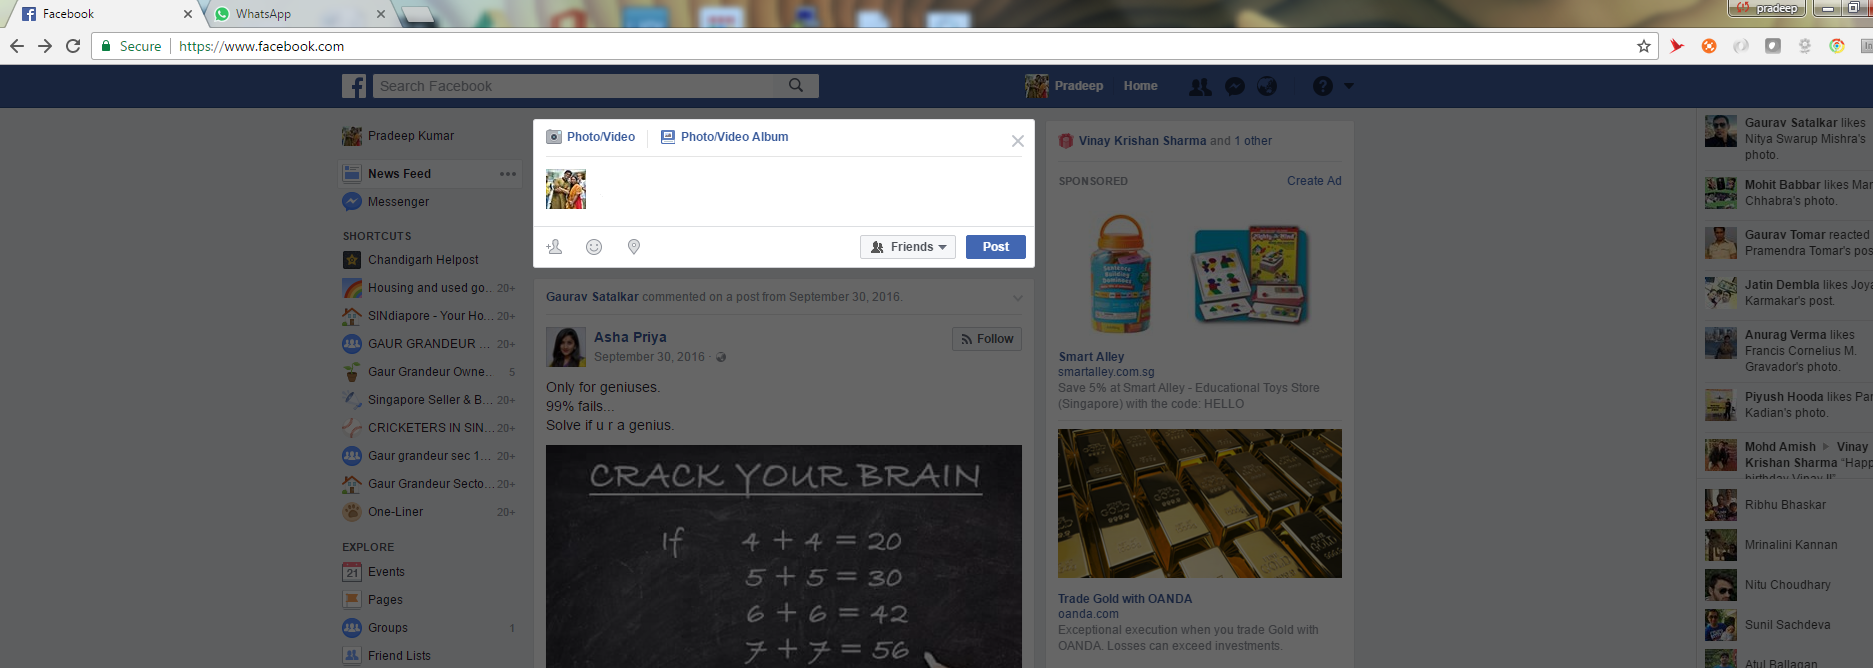 Facebook
WhatsApp
pradeep
Secure
https://www.facebook.com
Search Facebook
Pradeep
Home
Pradeep Kumar
News Feed
Messenger
SHORTCUTS
Chandigarh Helpost
Housing and used go... 20+
SINdiapore - Your Ho... 20+
GAUR GRANDEUR ... 20+
Gaur Grandeur Owne.. 5
Singapore Seller & B... 20+
CRICKETERS IN SIN... 20+
Gaur grandeur sec 1... 20+
Gaur Grandeur Secto... 20+
One-Liner 20+
EXPLORE
21 Events
Pages
Groups 1
Friend Lists
Photo/Video
Photo/Video Album
Friends
Post
Gaurav Satalkar commented on a post from September 30, 2016.
Asha Priya
September 30, 2016 ·
Follow
Only for geniuses.
99% fails...
Solve if u r a genius.
CRACK YOUR BRAIN
If 4 + 4 = 20
5 + 5 = 30
6 + 6 = 42
7 + 7 = 56
Vinay Krishan Sharma and 1 other
SPONSORED
Create Ad
Smart Alley
smartalley.com.sg
Save 5% at Smart Alley - Educational Toys Store
(Singapore) with the code: HELLO
Trade Gold with OANDA
oanda.com
Exceptional execution when you trade Gold with
OANDA. Losses can exceed investments.
Gaurav Satalkar likes
Nitya Swarup Mishra's
photo.
Mohit Babbar likes Mar
Chhabra's photo.
Gaurav Tomar reacted
Pramendra Tomar's pos
Jatin Dembla likes Joya
Karmakar's post.
Anurag Verma likes
Francis Cornelius M.
Gravador's photo.
Piyush Hooda likes Par
Kadian's photo.
Mohd Amish ▸ Vinay
Krishan Sharma “Happ
birthday Vinay !!”
Ribhu Bhaskar
Mrinalini Kannan
Nitu Choudhary
Sunil Sachdeva
Atul Ballagan